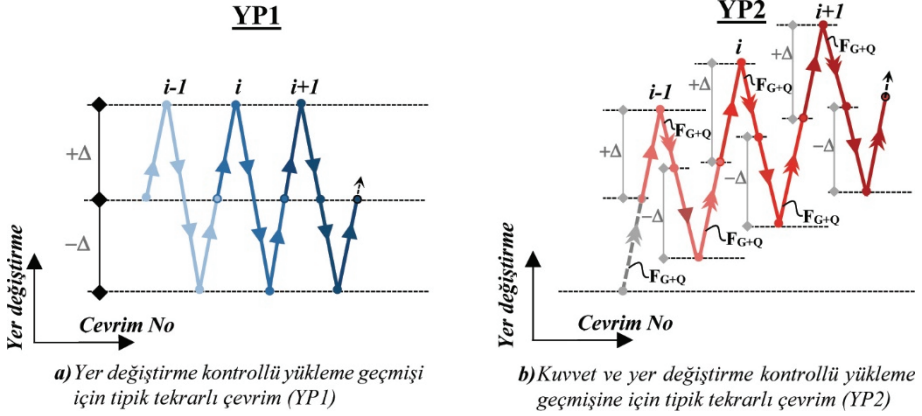 YP1
i-1
i
i+1
+Δ
−Δ
Yer değiştirme
Cevrim No
a) Yer değiştirme kontrollü yükleme geçmişi
için tipik tekrarlı çevrim (YP1)
YP2
i-1
i
i+1
+Δ
+Δ
+Δ
−Δ
−Δ
−Δ
F_G+Q
F_G+Q
F_G+Q
F_G+Q
F_G+Q
F_G+Q
Yer değiştirme
Cevrim No
b) Kuvvet ve yer değiştirme kontrollü yükleme
geçmişine için tipik tekrarlı çevrim (YP2)